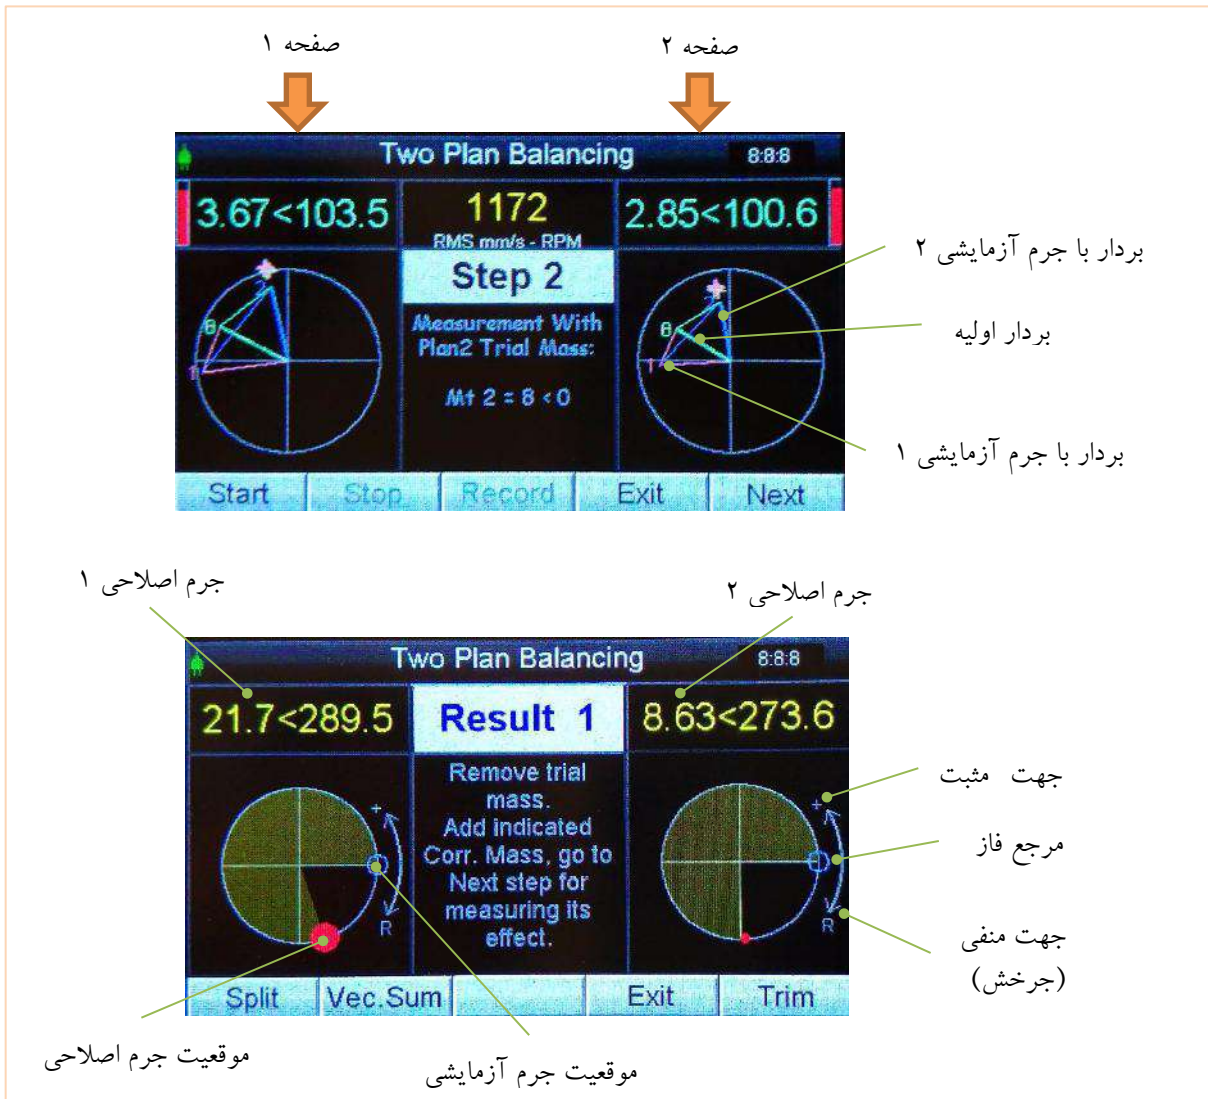 صفحه ۱
صفحه ۲
Two Plan Balancing
8:8:8
3.67<103.5
1172
RMS mm/s - RPM
2.85<100.6
Step 2
Measurement With
Plan2 Trial Mass:
Mt 2 = 8 < 0
2
1
1
Start
Stop
Record
Exit
Next
بردار با جرم آزمایشی ۲
بردار اولیه
بردار با جرم آزمایشی ۱
جرم اصلاحی ۱
جرم اصلاحی ۲
Two Plan Balancing
8:8:8
21.7<289.5
Result 1
8.63<273.6
Remove trial
mass.
Add indicated
Corr. Mass, go to
Next step for
measuring its
effect.
+
R
+
R
Split
Vec.Sum
Exit
Trim
جهت مثبت
مرجع فاز
جهت منفی
(جرخش)
موقعیت جرم اصلاحی
موقعیت جرم آزمایشی